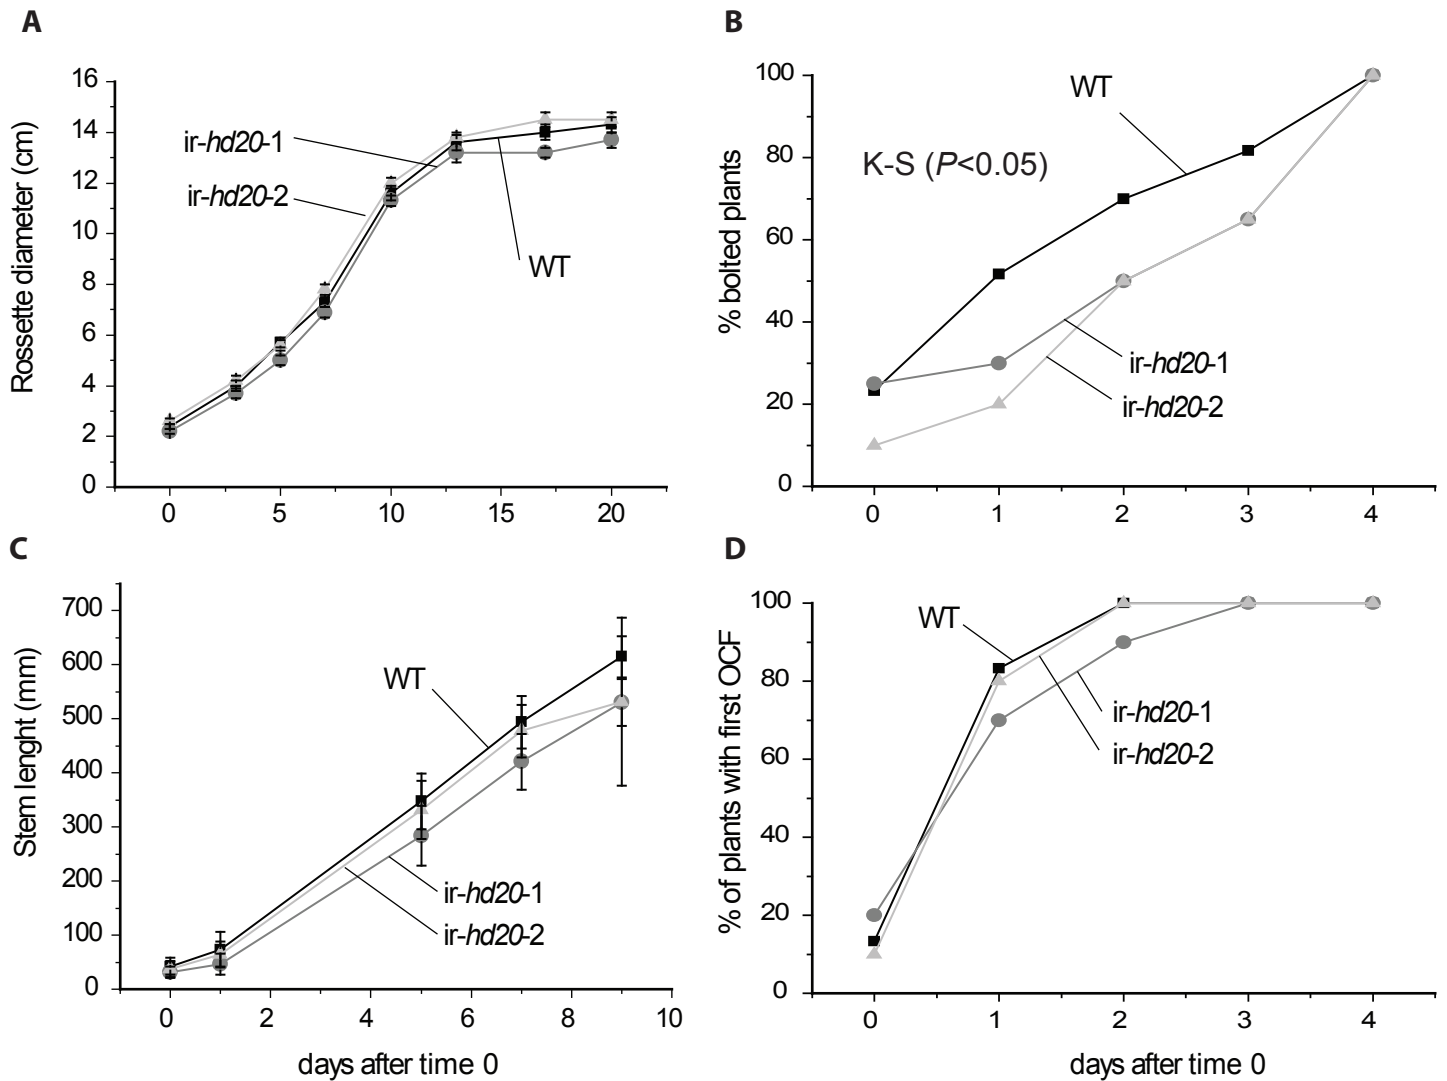 A
Rossette diameter (cm)
16
14
12
10
8
6
4
2
0
ir-hd20-1
ir-hd20-2
WT
0 5 10 15 20
B
% bolted plants
100
80
60
40
20
0
WT
K-S (P<0.05)
ir-hd20-1
ir-hd20-2
0 1 2 3 4
C
Stem lenght (mm)
700
600
500
400
300
200
100
0
WT
ir-hd20-1
ir-hd20-2
0 2 4 6 8 10
days after time 0
D
% of plants with first OCF
100
80
60
40
20
0
WT
ir-hd20-1
ir-hd20-2
0 1 2 3 4
days after time 0